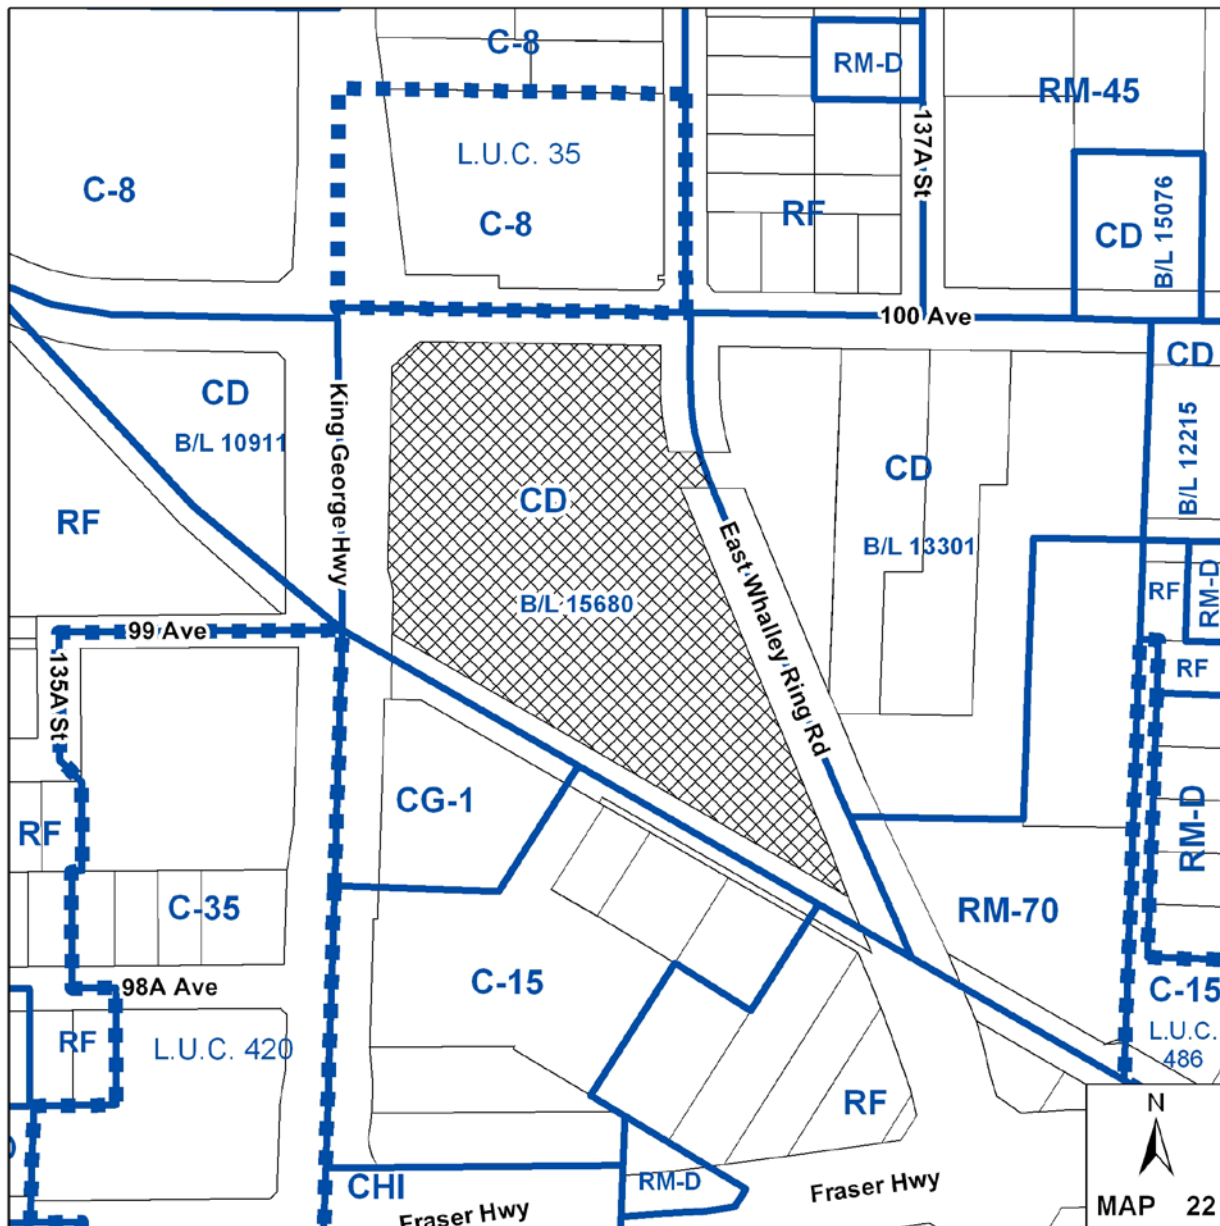 C-8
RM-D
RM-45
137A St
L.U.C. 35
C-8
C-8
RF
CD
B/L 15076
100 Ave
CD
CD
B/L 10911
King George Hwy
CD
B/L 15680
CD
B/L 13301
B/L 12215
RF
East Whalley Ring Rd
RF
RM-D
99 Ave
135A St
RF
CG-1
RF
RM-D
C-35
RM-70
C-15
98A Ave
C-15
L.U.C.
486
RF
L.U.C. 420
RF
N
CHI
RM-D
Fraser Hwy
Fraser Hwy
MAP 22